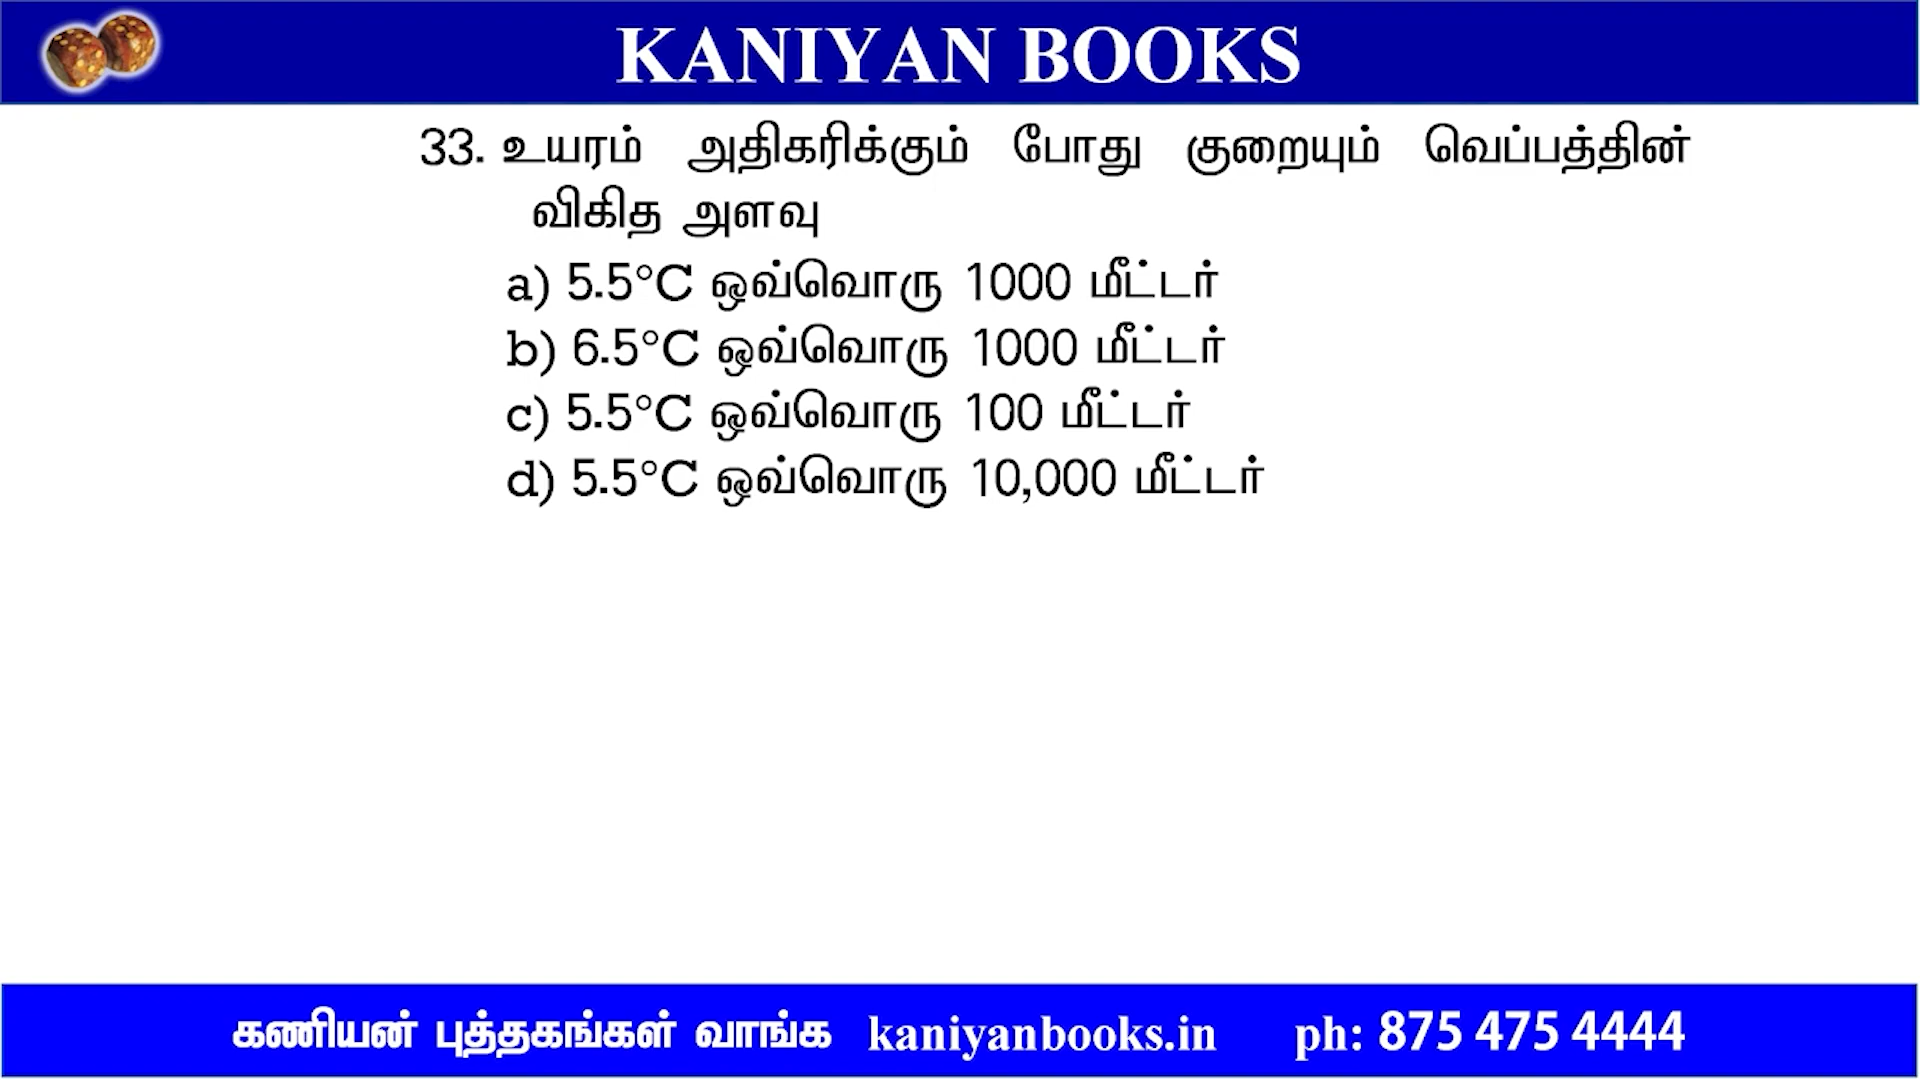 KANIYAN BOOKS
33. உயரம் அதிகரிக்கும் போது குறையும் வெப்பத்தின்
விகித அளவு
a) 5.5°C ஒவ்வொரு 1000 மீட்டர்
b) 6.5°C ஒவ்வொரு 1000 மீட்டர்
c) 5.5°C ஒவ்வொரு 100 மீட்டர்
d) 5.5°C ஒவ்வொரு 10,000 மீட்டர்
கணியன் புத்தகங்கள் வாங்க kaniyanbooks.in ph: 875 475 4444